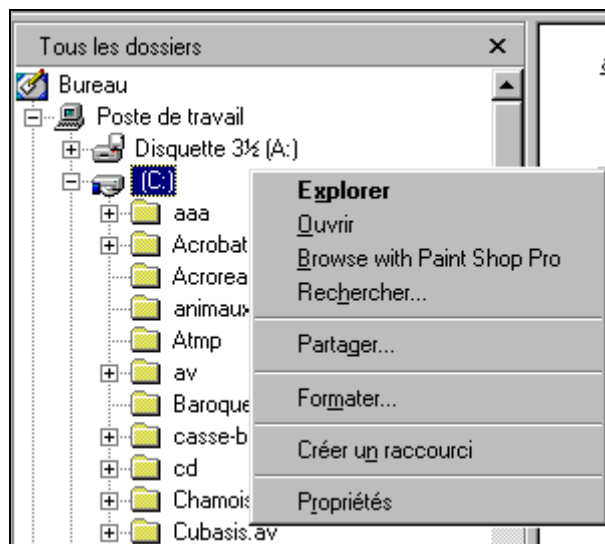 Tous les dossiers
Bureau
Poste de travail
Disquette 3½ (A:)
(C:)
aaa
Acrobat
Acrorea
animaux
Atmp
av
Baroque
casse-b
cd
Chamois
Cubasis.av
Explorer
Ouvrir
Browse with Paint Shop Pro
Rechercher...
Partager...
Formater...
Créer un raccourci
Propriétés